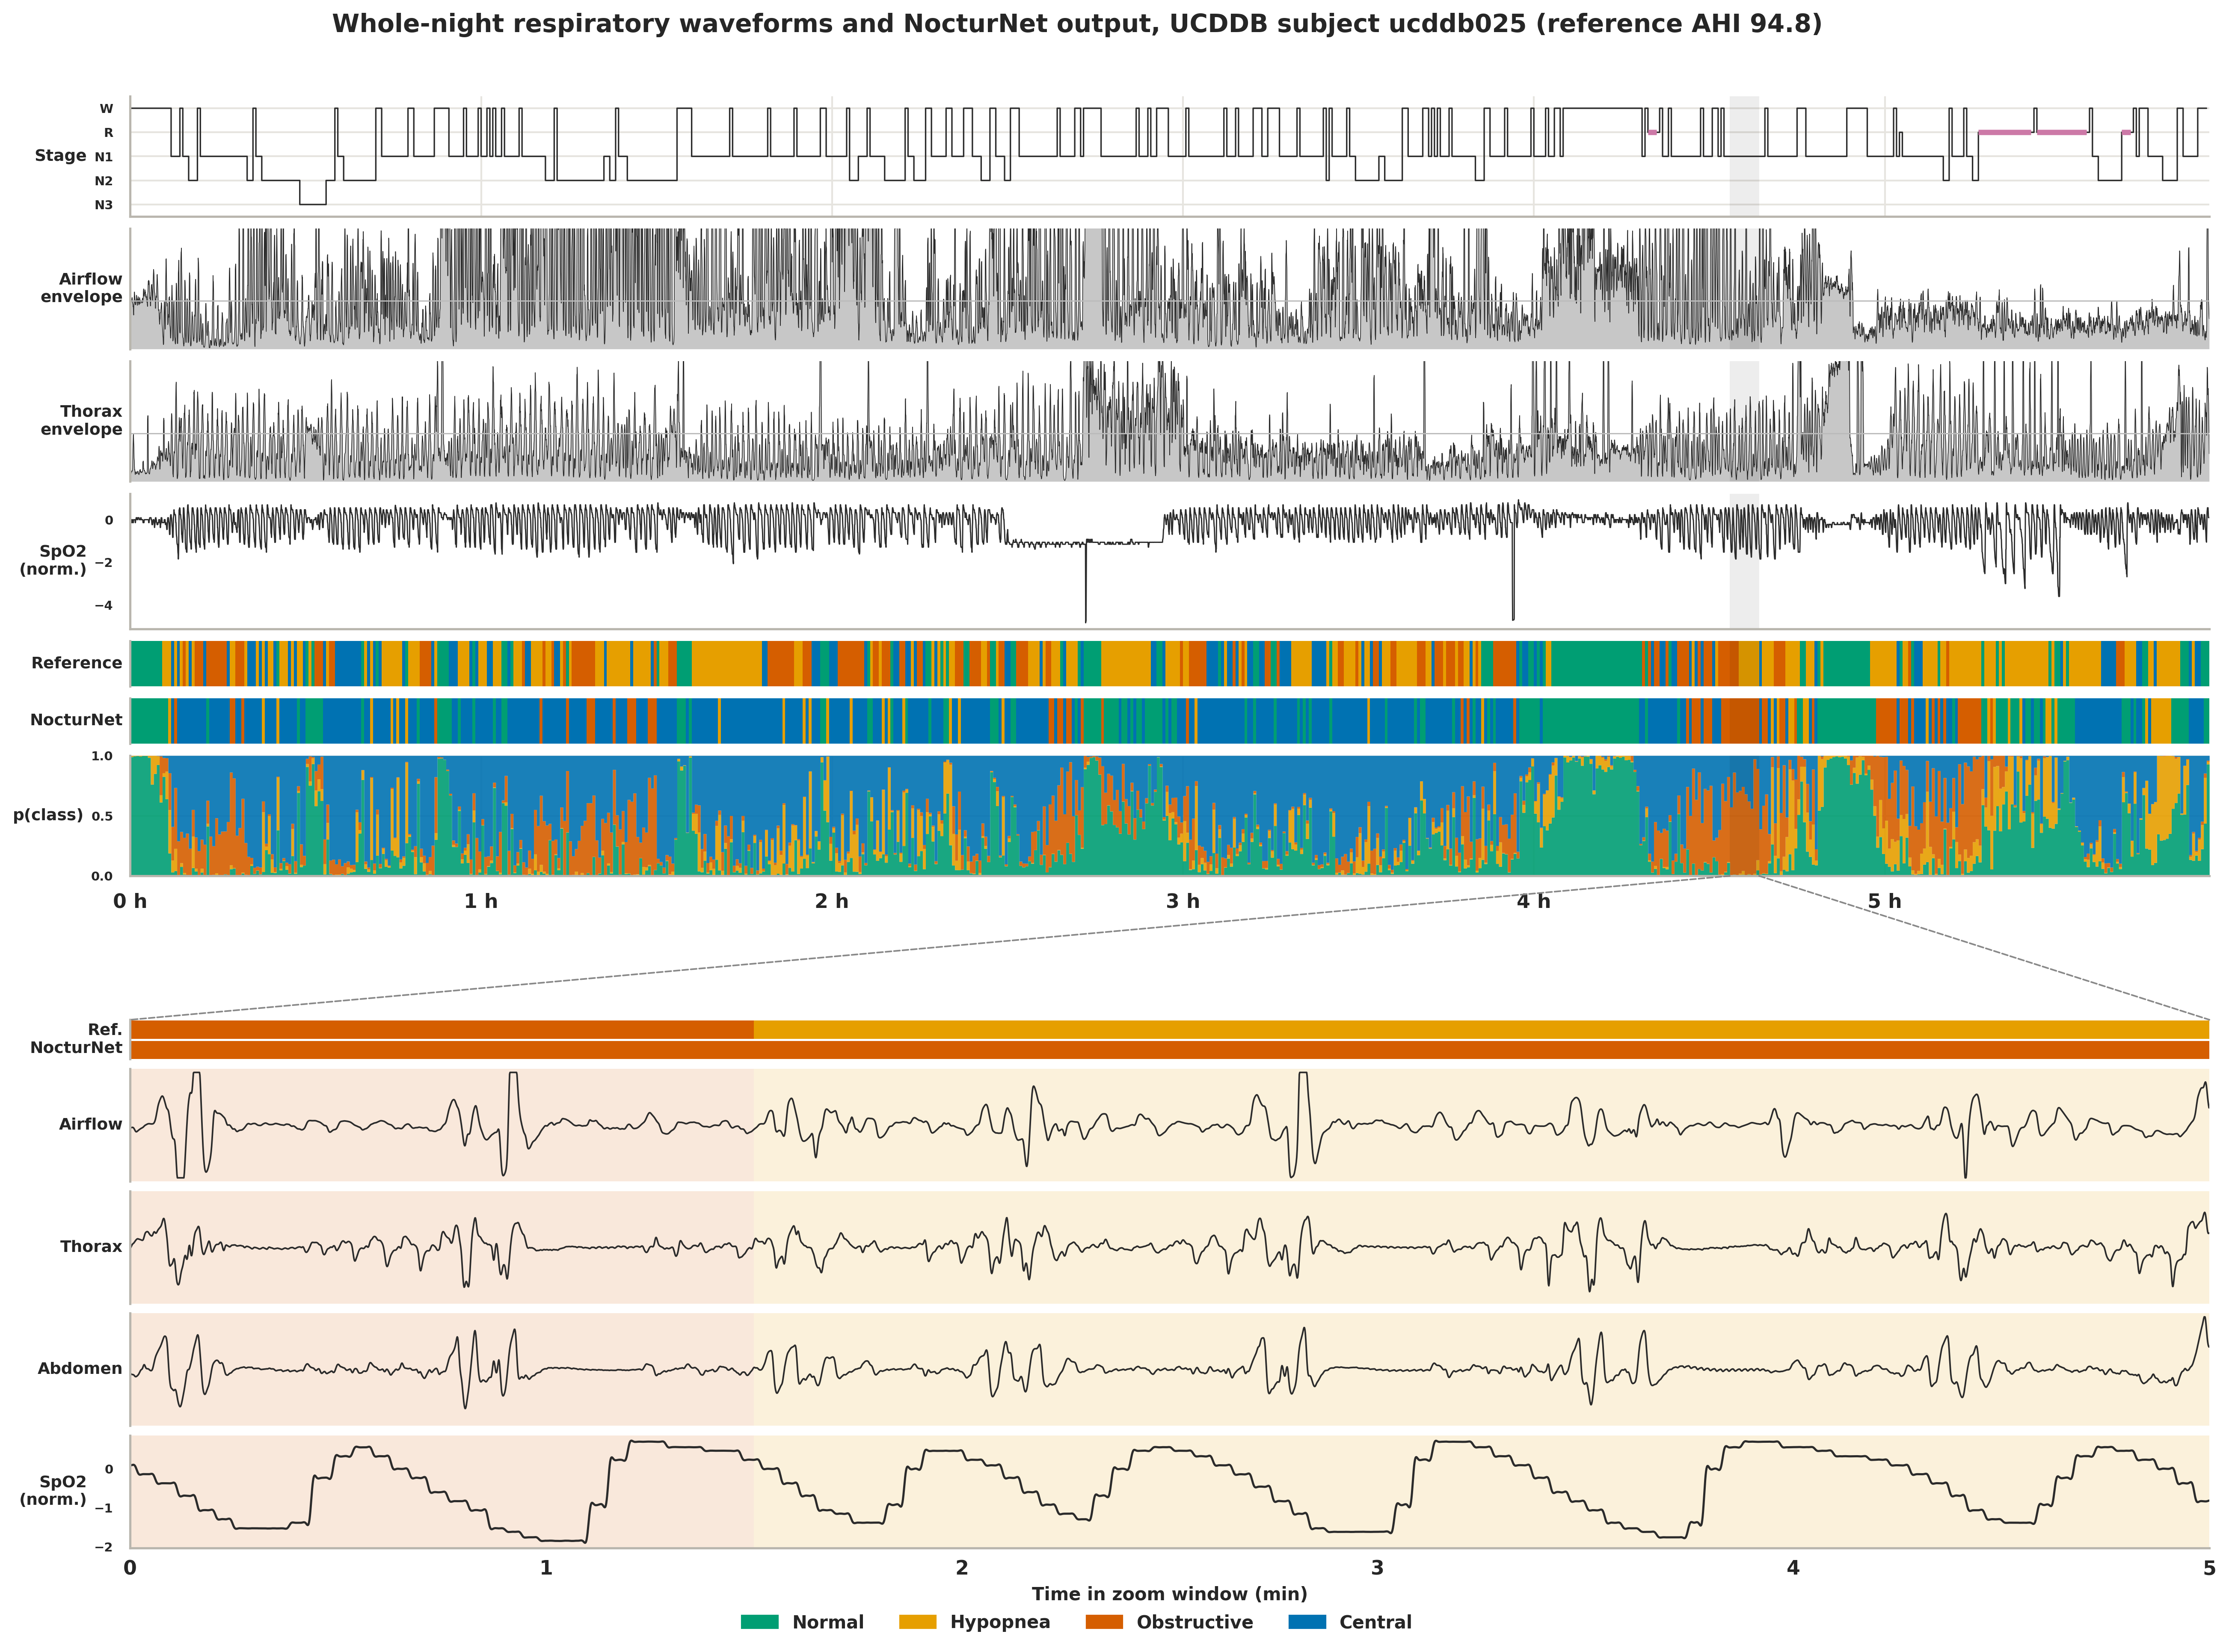 Whole-night respiratory waveforms and NocturNet output, UCDDB subject ucddb025 (reference AHI 94.8)
W
R
Stage N1
N2
N3
Airflow
envelope
Thorax
envelope
0
SpO2
(norm.)
−2
−4
Reference
NocturNet
1.0
p(class) 0.5
0.0
0 h 1 h 2 h 3 h 4 h 5 h
Ref.
NocturNet
Airflow
Thorax
Abdomen
0
SpO2
(norm.)
−1
−2
0 1 2 3 4 5
Time in zoom window (min)
Normal Hypopnea Obstructive Central